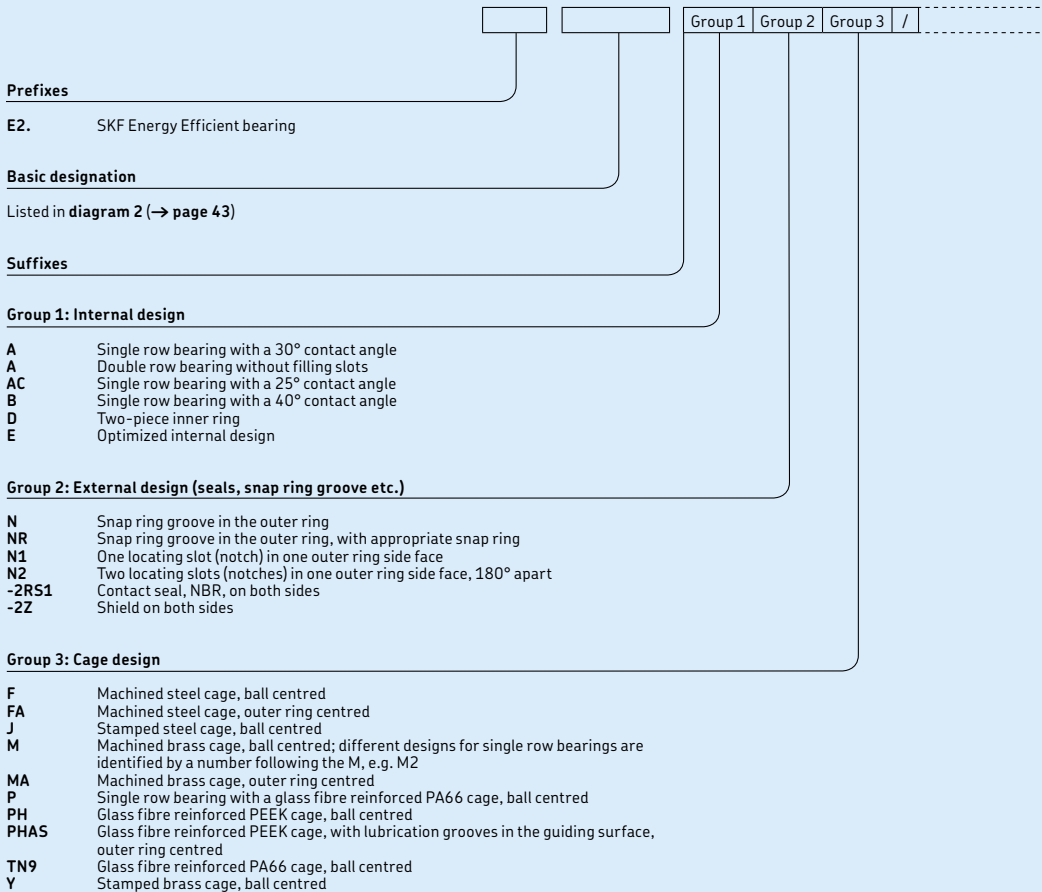 Group 1 Group 2 Group 3 /
Prefixes
E2. SKF Energy Efficient bearing
Basic designation
Listed in diagram 2 (→ page 43)
Suffixes
Group 1: Internal design
A Single row bearing with a 30° contact angle
A Double row bearing without filling slots
AC Single row bearing with a 25° contact angle
B Single row bearing with a 40° contact angle
D Two-piece inner ring
E Optimized internal design
Group 2: External design (seals, snap ring groove etc.)
N Snap ring groove in the outer ring
NR Snap ring groove in the outer ring, with appropriate snap ring
N1 One locating slot (notch) in one outer ring side face
N2 Two locating slots (notches) in one outer ring side face, 180° apart
-2RS1 Contact seal, NBR, on both sides
-2Z Shield on both sides
Group 3: Cage design
F Machined steel cage, ball centred
FA Machined steel cage, outer ring centred
J Stamped steel cage, ball centred
M Machined brass cage, ball centred; different designs for single row bearings are
identified by a number following the M, e.g. M2
MA Machined brass cage, outer ring centred
P Single row bearing with a glass fibre reinforced PA66 cage, ball centred
PH Glass fibre reinforced PEEK cage, ball centred
PHAS Glass fibre reinforced PEEK cage, with lubrication grooves in the guiding surface,
outer ring centred
TN9 Glass fibre reinforced PA66 cage, ball centred
Y Stamped brass cage, ball centred